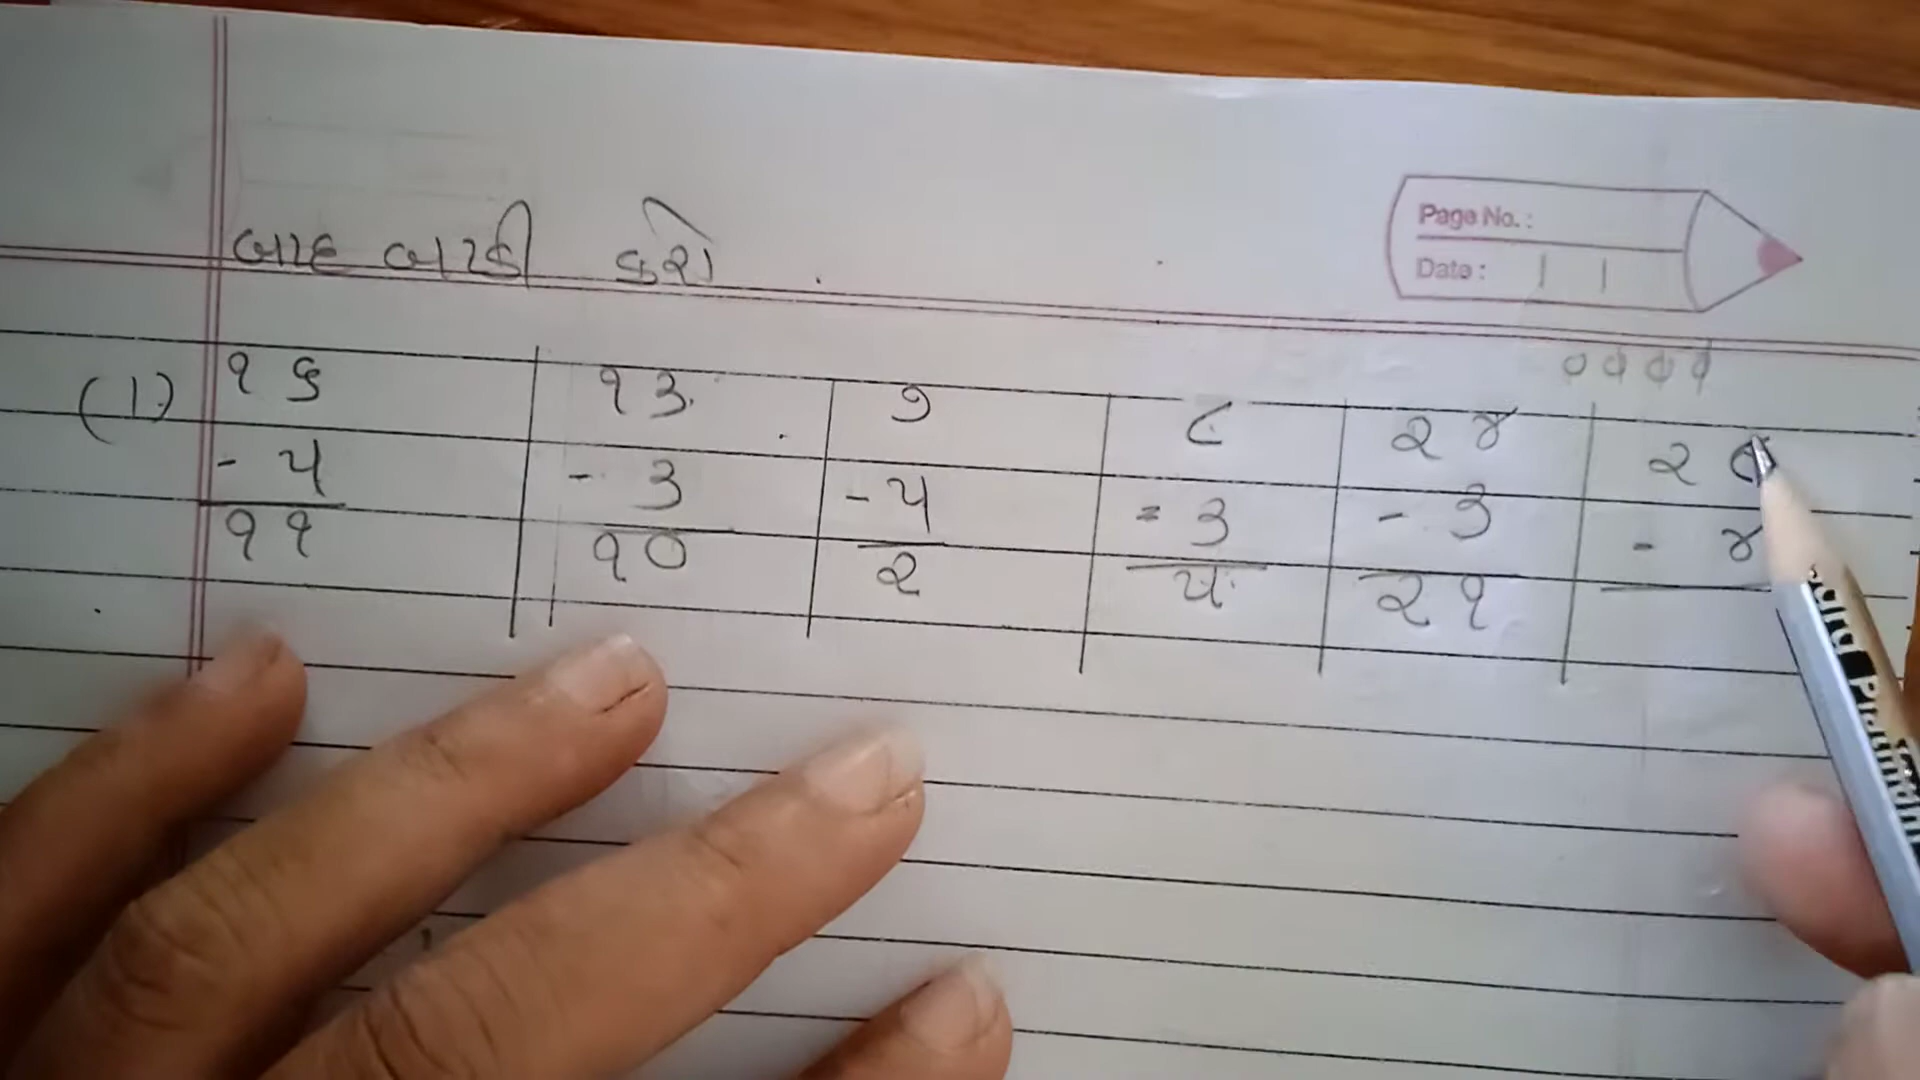 બાદ બાકી કરો .
Page No. :
Date :
(1) ૧૬ ૧૩ ૭ ૮ ૨૪ ૨૯
- ૫ - ૩ - ૫ - ૩ - ૩ - ૪
૧૧ ૧૦ ૨ ૫ ૨૧